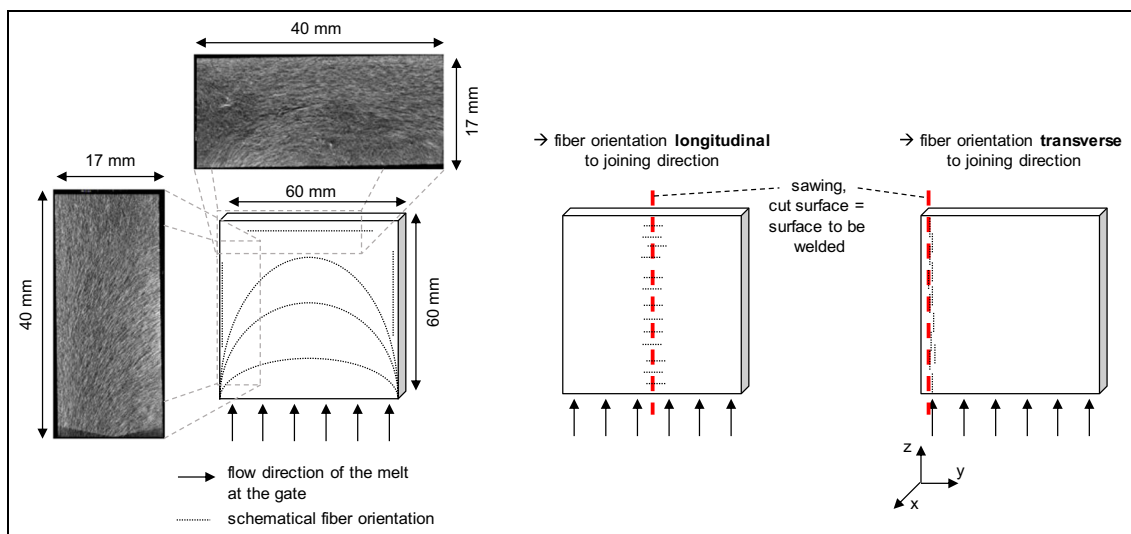 40 mm
17 mm
17 mm
40 mm
60 mm
60 mm
flow direction of the melt
at the gate
schematical fiber orientation
→ fiber orientation longitudinal
to joining direction
sawing,
cut surface =
surface to be
welded
→ fiber orientation transverse
to joining direction
z
y
x